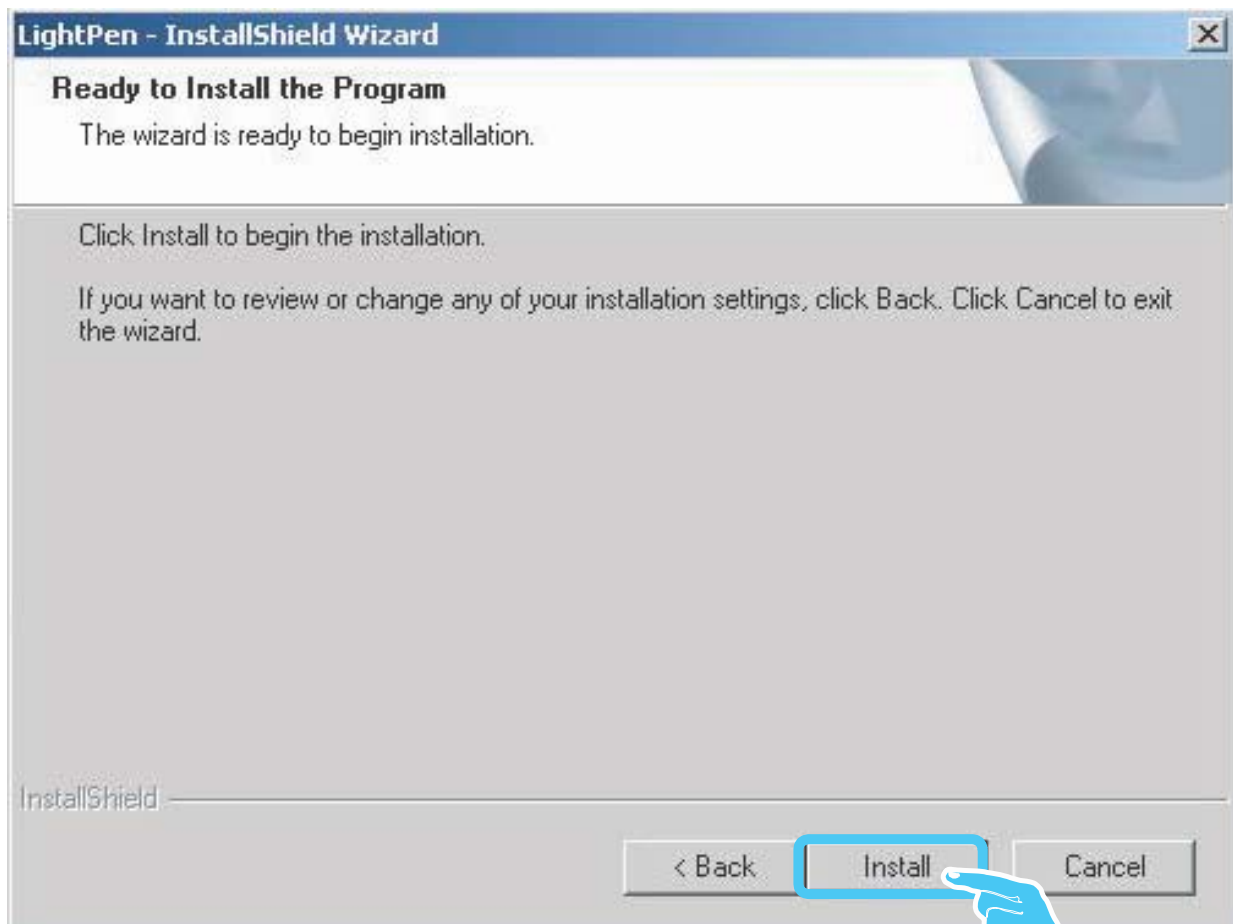 LightPen - InstallShield Wizard
Ready to Install the Program
The wizard is ready to begin installation.
Click Install to begin the installation.
If you want to review or change any of your installation settings, click Back. Click Cancel to exit
the wizard.
InstallShield
< Back Install Cancel